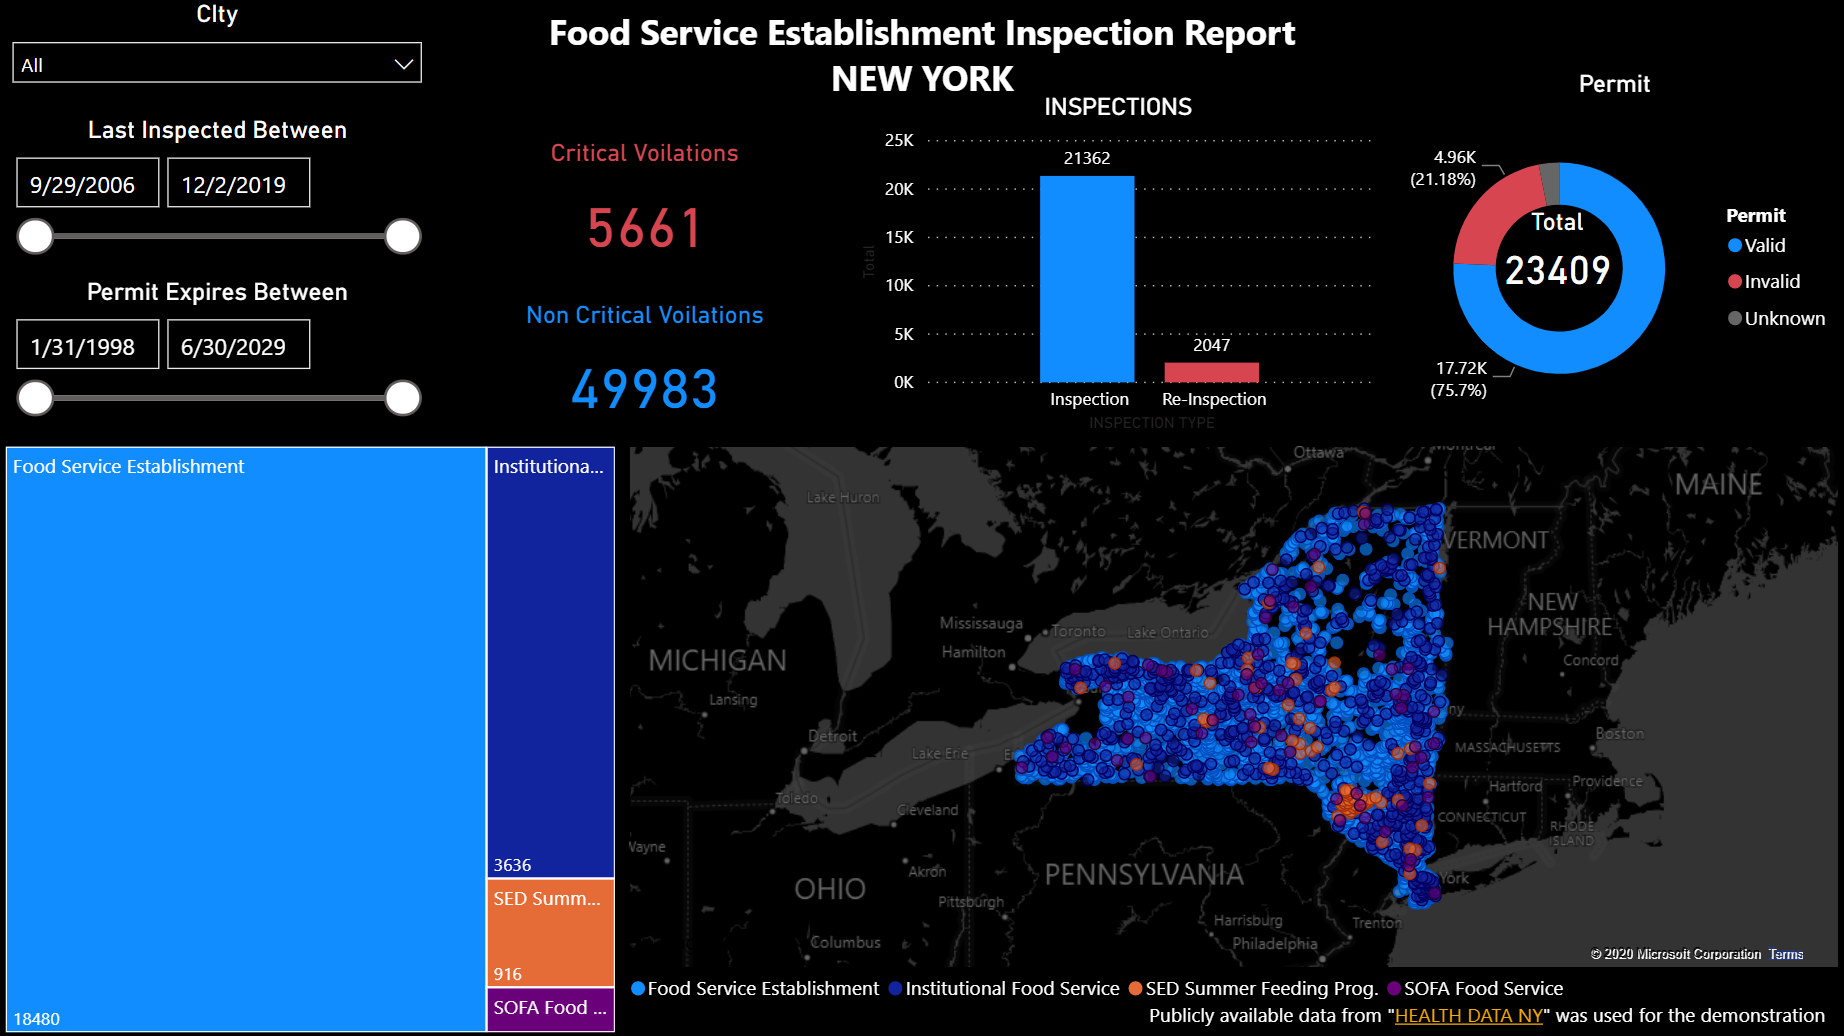 CIty
All
Last Inspected Between
9/29/2006 12/2/2019
Permit Expires Between
1/31/1998 6/30/2029
Food Service Establishment Inspection Report
NEW YORK
Critical Voilations
5661
Non Critical Voilations
49983
INSPECTIONS
25K
20K
15K
10K
5K
0K
Total
21362
2047
Inspection
Re-Inspection
INSPECTION TYPE
Permit
4.96K
(21.18%)
Total
23409
17.72K
(75.7%)
Permit
Valid
Invalid
Unknown
Food Service Establishment
18480
Instituciona...
3636
SED Summ...
916
SOFA Food ...
Ottawa
Montreal
Lake Huron
MAINE
VERMONT
NEW
HAMPSHIRE
Mississauga
Toronto
Lake Ontario
Hamilton
MICHIGAN
Concord
Lansing
ny
Detroit
Lake Erie
E
MASSACHUSETTS
Boston
Toledo
Cleveland
Hartford
Providence
CONNECTICUT
RHODE
ISLAND
Wayne
Akron
OHIO
PENNSYLVANIA
York
Pittsburgh
Harrisburg
Trenton
Columbus
Philadelphia
© 2020 Microsoft Corporation Terms
Food Service Establishment Institutional Food Service SED Summer Feeding Prog. SOFA Food Service
Publicly available data from "HEALTH DATA NY" was used for the demonstration